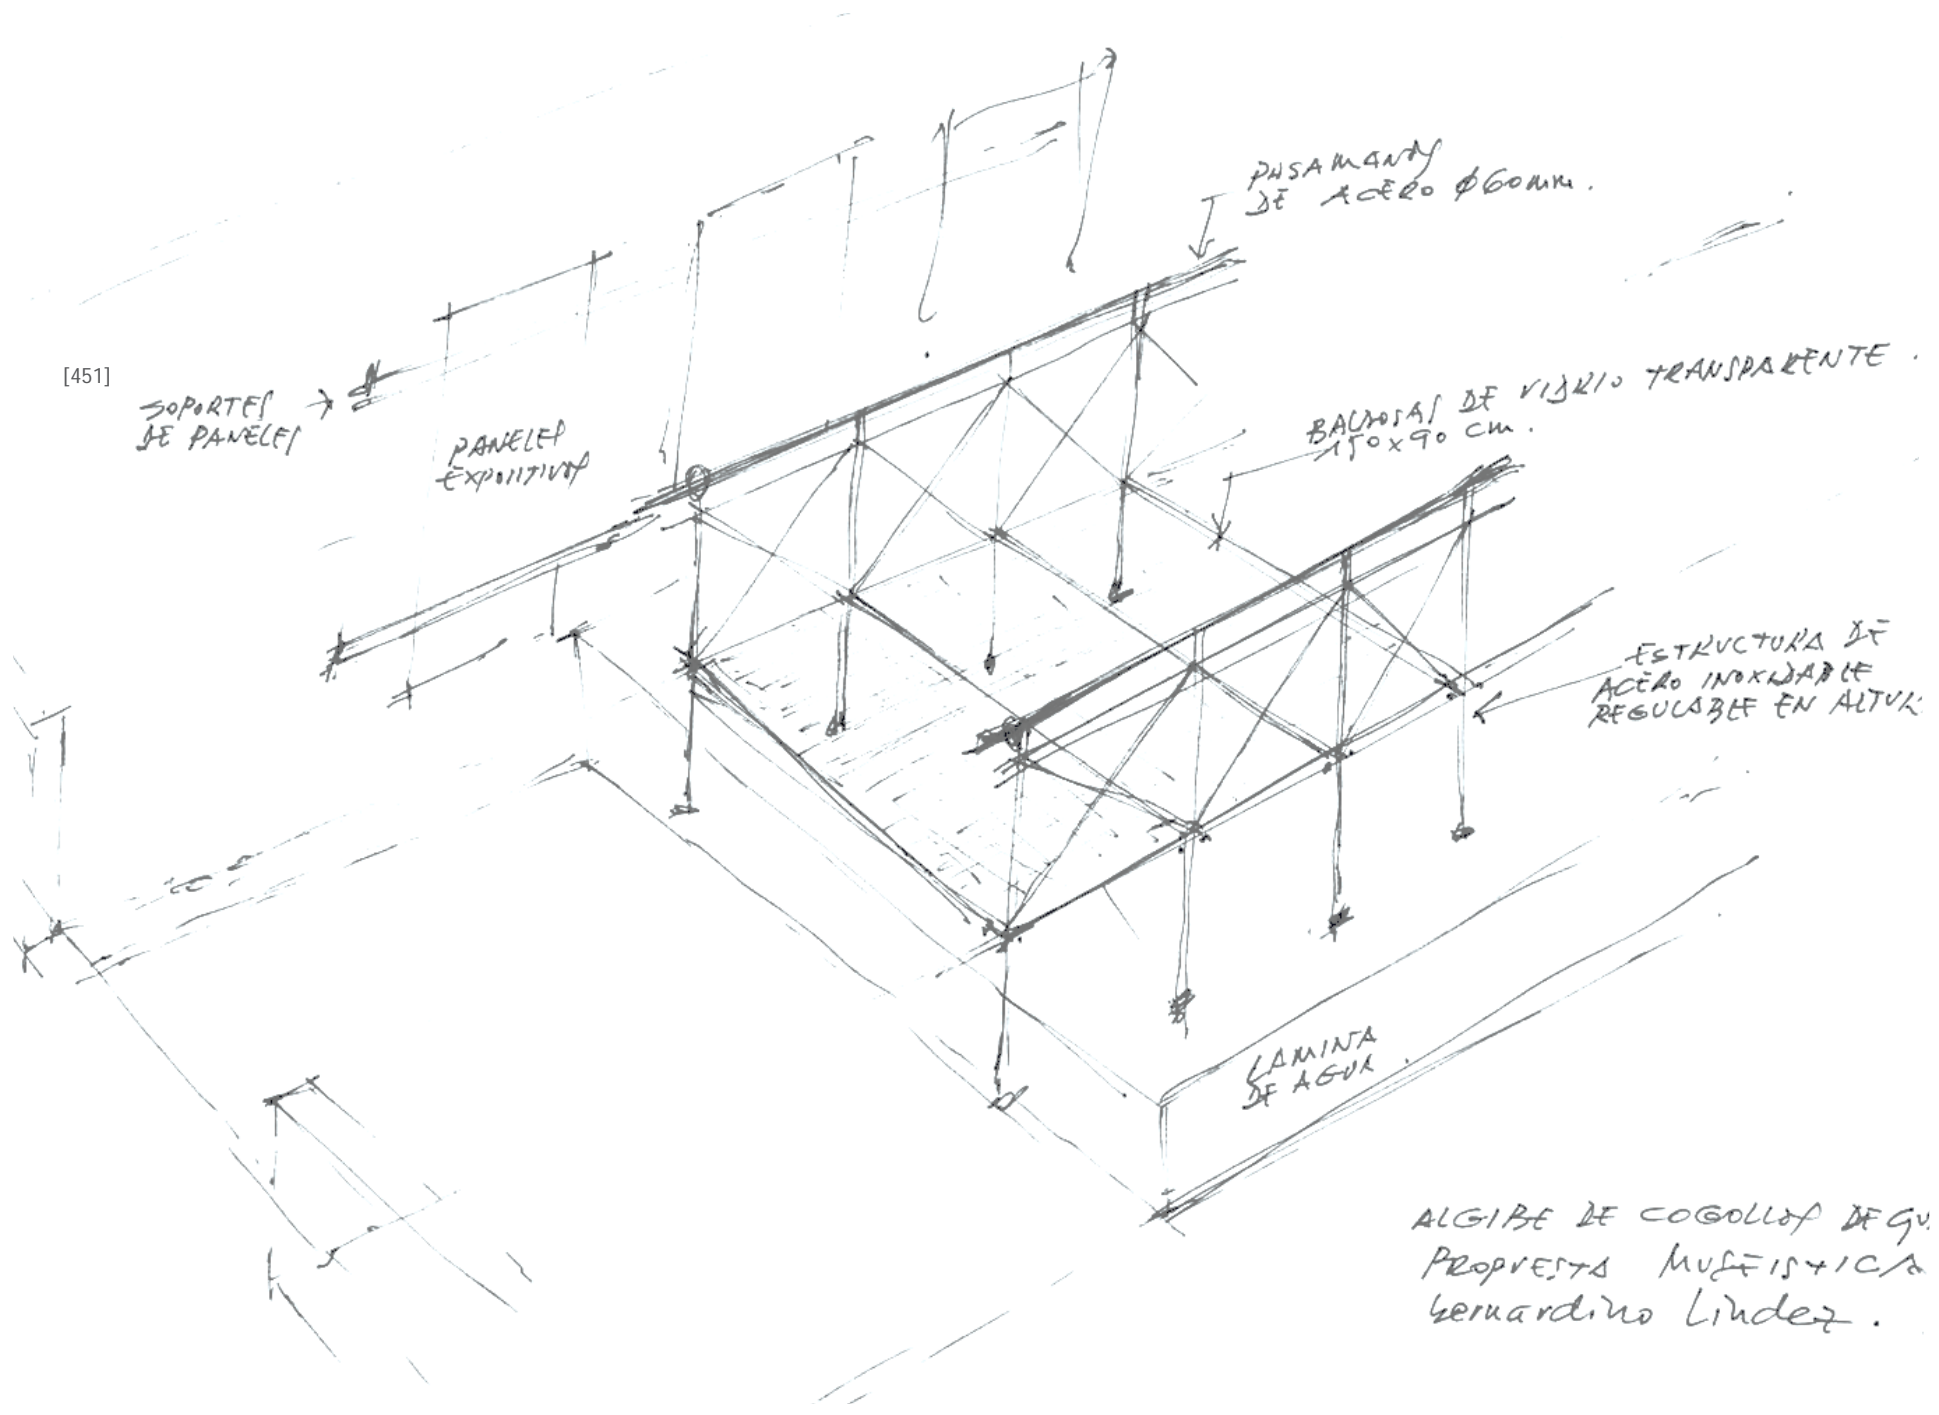 PASAMANOS
DE ACERO Ø60mm.
[451]
SOPORTES
DE PANELES
PANELES
EXPOSITIVOS
BALDOSAS DE VIDRIO TRANSPARENTE.
150x90 cm.
ESTRUCTURA DE
ACERO INOXIDABLE
REGULABLE EN ALTUR
LAMINA
DE AGUA.
ALGIBE DE COGOLLOS DE GU
PROPUESTA MUSEISTICA
bernardino Lindez.